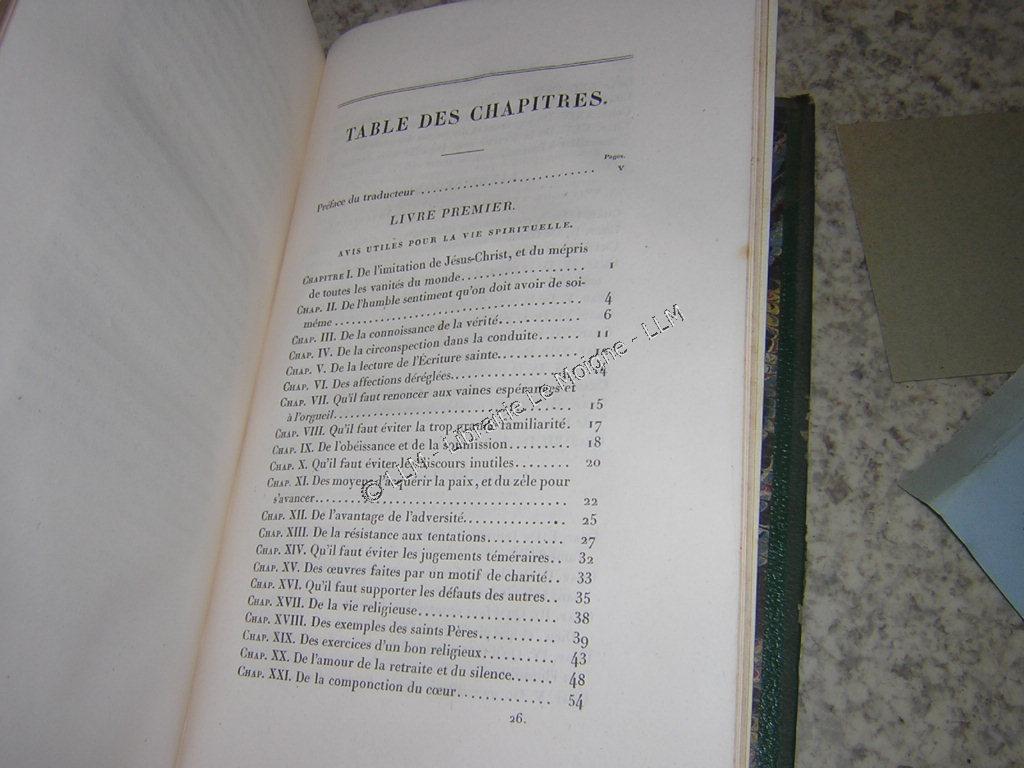 TABLE DES CHAPITRES.
Pages.
Préface du traducteur .............................. v
LIVRE PREMIER.
AVIS UTILES POUR LA VIE SPIRITUELLE.
CHAPITRE I. De l'imitation de Jésus-Christ, et du mépris
de toutes les vanités du monde................. 1
CHAP. II. De l'humble sentiment qu'on doit avoir de soi-
même .................................. 4
CHAP. III. De la connoissance de la vérité........... 6
CHAP. IV. De la circonspection dans la conduite...... 11
CHAP. V. De la lecture de l'Écriture sainte............
CHAP. VI. Des affections déréglées................. 14
CHAP. VII. Qu'il faut renoncer aux vaines espérances et
à l'orgueil.................................. 15
CHAP. VIII. Qu'il faut éviter la trop grande familiarité. 17
CHAP. IX. De l'obéissance et de la soumission......... 18
CHAP. X. Qu'il faut éviter les discours inutiles........ 20
CHAP. XI. Des moyens d'acquérir la paix, et du zèle pour
s'avancer.................................. 22
CHAP. XII. De l'avantage de l'adversité.............. 25
CHAP. XIII. De la résistance aux tentations........... 27
CHAP. XIV. Qu'il faut éviter les jugements téméraires.. 32
CHAP. XV. Des œuvres faites par un motif de charité.. 33
CHAP. XVI. Qu'il faut supporter les défauts des autres.. 35
CHAP. XVII. De la vie religieuse................... 38
CHAP. XVIII. Des exemples des saints Pères........... 39
CHAP. XIX. Des exercices d'un bon religieux.......... 43
CHAP. XX. De l'amour de la retraite et du silence...... 48
CHAP. XXI. De la componction du cœur............. 54
26.
© LLM - Librairie Le Moigne - LLM